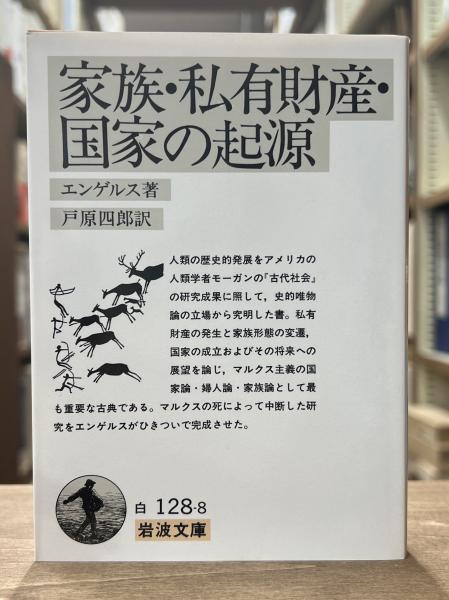 家族・私有財産・
国家の起源
エンゲルス著
戸原四郎訳
人類の歴史的発展をアメリカの
人類学者モーガンの『古代社会』
の研究成果に照して，史的唯物
論の立場から究明した書。私有
財産の発生と家族形態の変遷，
国家の成立およびその将来への
展望を論じ，マルクス主義の国
家論・婦人論・家族論として最
も重要な古典である。マルクスの死によって中断した研
究をエンゲルスがひきついで完成させた。
白 128-8
岩波文庫